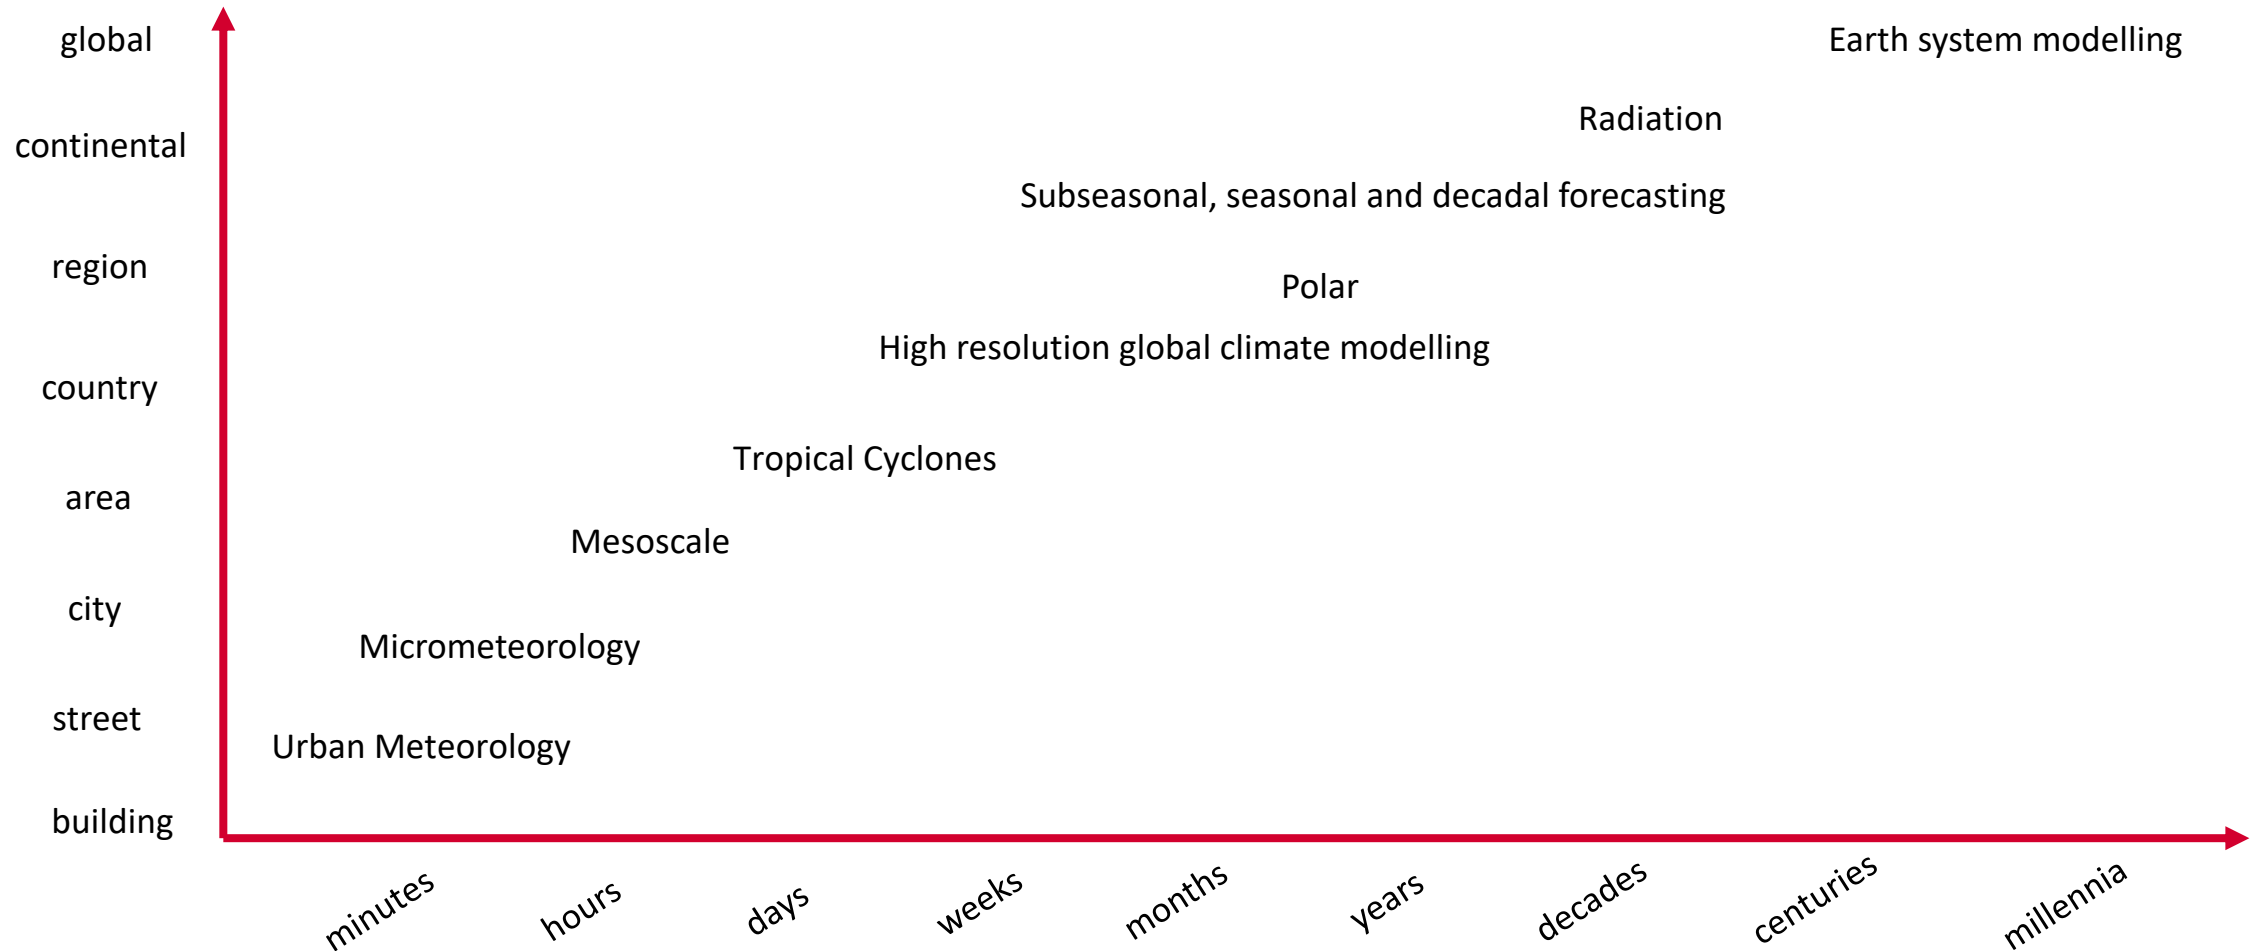 global
Earth system modelling
Radiation
continental
Subseasonal, seasonal and decadal forecasting
region
Polar
High resolution global climate modelling
country
Tropical Cyclones
area
Mesoscale
city
Micrometeorology
street
Urban Meteorology
building
minutes
hours
days
weeks
months
years
decades
centuries
millennia